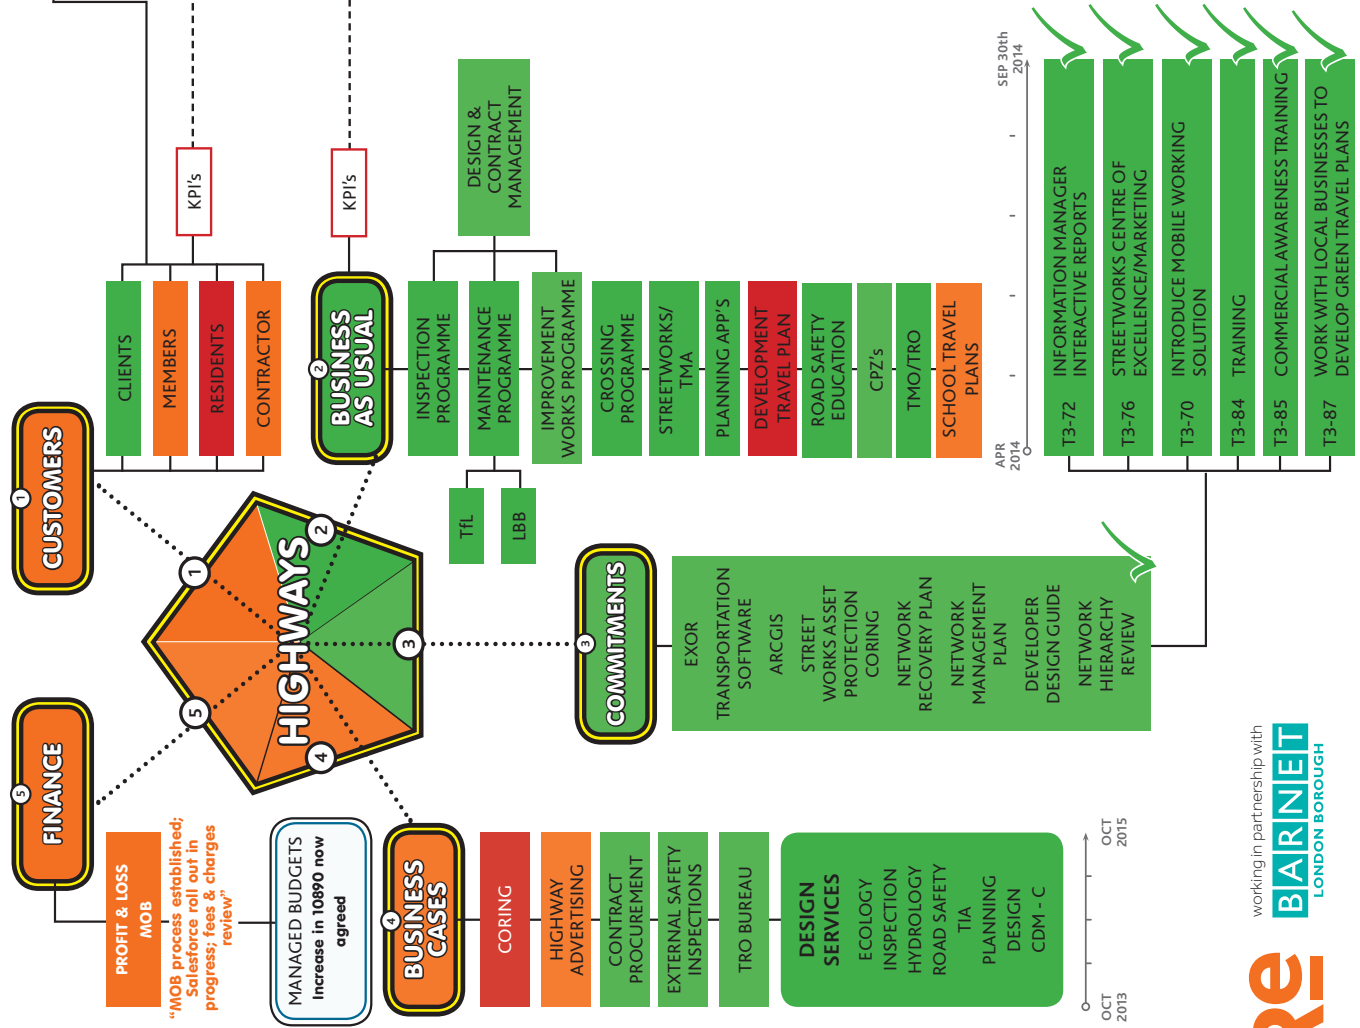 5
FINANCE
PROFIT & LOSS
MOB
“MOB process established;
Salesforce roll out in
progress; fees & charges
review”
MANAGED BUDGETS
Increase in 10890 now
agreed
1
CUSTOMERS
CLIENTS
MEMBERS
RESIDENTS
CONTRACTOR
KPI's
HIGHWAYS
1
2
3
4
5
2
BUSINESS
AS USUAL
KPI's
INSPECTION
PROGRAMME
MAINTENANCE
PROGRAMME
IMPROVEMENT
WORKS PROGRAMME
DESIGN &
CONTRACT
MANAGEMENT
TfL
LBB
CROSSING
PROGRAMME
STREETWORKS/
TMA
PLANNING APP'S
DEVELOPMENT
TRAVEL PLAN
ROAD SAFETY
EDUCATION
CPZ's
TMO/TRO
SCHOOL TRAVEL
PLANS
4
BUSINESS
CASES
CORING
HIGHWAY
ADVERTISING
CONTRACT
PROCUREMENT
EXTERNAL SAFETY
INSPECTIONS
TRO BUREAU
DESIGN
SERVICES
ECOLOGY
INSPECTION
HYDROLOGY
ROAD SAFETY
TIA
PLANNING
DESIGN
CDM - C
OCT
2013
OCT
2015
3
COMMITMENTS
EXOR
TRANSPORTATION
SOFTWARE
ARCGIS
STREET
WORKS ASSET
PROTECTION
CORING
NETWORK
RECOVERY PLAN
NETWORK
MANAGEMENT
PLAN
DEVELOPER
DESIGN GUIDE
NETWORK
HIERARCHY
REVIEW
APR
2014
SEP 30th
2014
T3-72 INFORMATION MANAGER
INTERACTIVE REPORTS
T3-76 STREETWORKS CENTRE OF
EXCELLENCE/MARKETING
T3-70 INTRODUCE MOBILE WORKING
SOLUTION
T3-84 TRAINING
T3-85 COMMERCIAL AWARENESS TRAINING
T3-87 WORK WITH LOCAL BUSINESSES TO
DEVELOP GREEN TRAVEL PLANS
working in partnership with
BARNET
LONDON BOROUGH